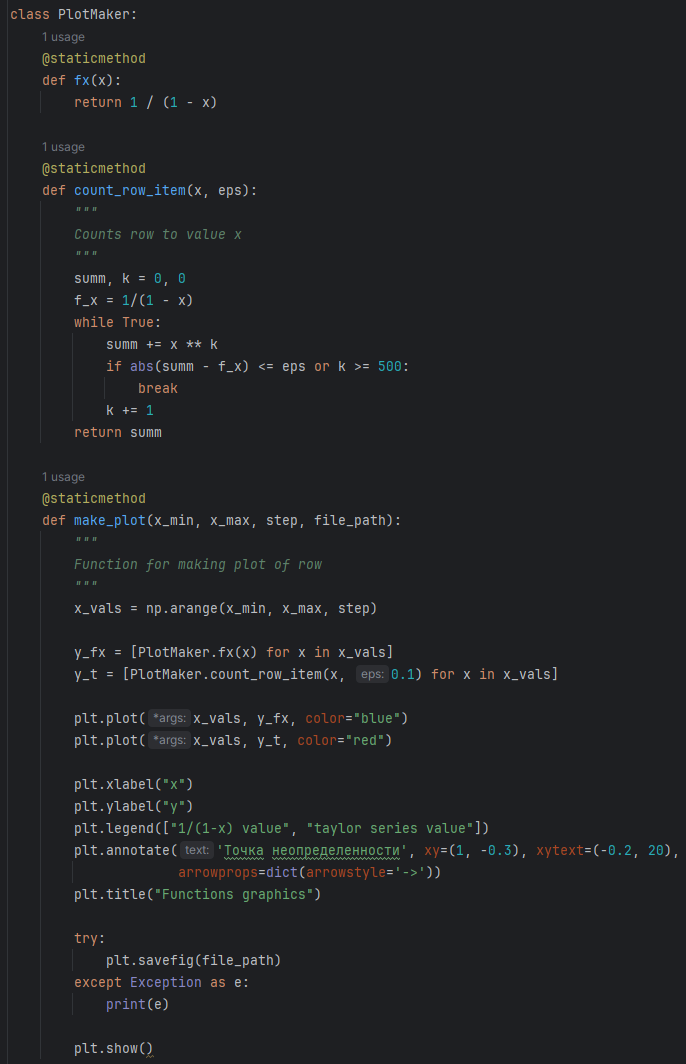 class PlotMaker:
1 usage
@staticmethod
def fx(x):
return 1 / (1 - x)
1 usage
@staticmethod
def count_row_item(x, eps):
"""
Counts row to value x
"""
summ, k = 0, 0
f_x = 1/(1 - x)
while True:
summ += x ** k
if abs(summ - f_x) <= eps or k >= 500:
break
k += 1
return summ
1 usage
@staticmethod
def make_plot(x_min, x_max, step, file_path):
"""
Function for making plot of row
"""
x_vals = np.arange(x_min, x_max, step)
y_fx = [PlotMaker.fx(x) for x in x_vals]
y_t = [PlotMaker.count_row_item(x, eps: 0.1) for x in x_vals]
plt.plot( *args: x_vals, y_fx, color="blue")
plt.plot( *args: x_vals, y_t, color="red")
plt.xlabel("x")
plt.ylabel("y")
plt.legend(["1/(1-x) value", "taylor series value"])
plt.annotate( text: 'Точка неопределенности', xy=(1, -0.3), xytext=(-0.2, 20),
arrowprops=dict(arrowstyle='->'))
plt.title("Functions graphics")
try:
plt.savefig(file_path)
except Exception as e:
print(e)
plt.show()